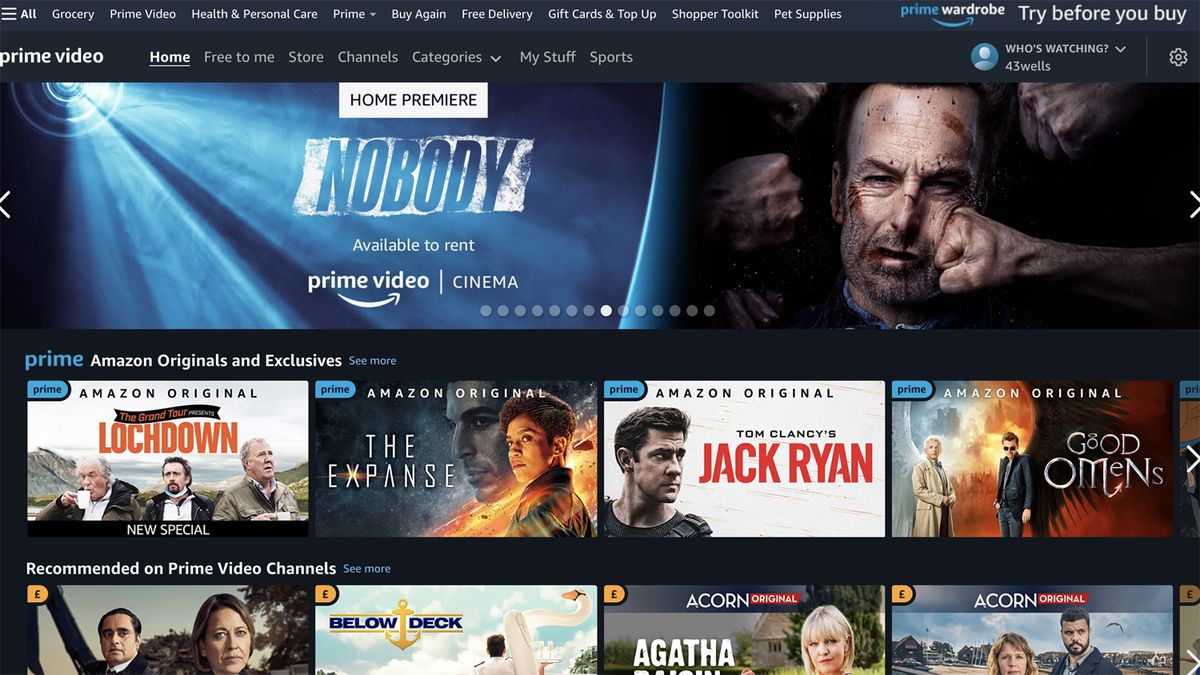 All Grocery Prime Video Health & Personal Care Prime Buy Again Free Delivery Gift Cards & Top Up Shopper Toolkit Pet Supplies prime wardrobe Try before you buy
prime video Home Free to me Store Channels Categories My Stuff Sports WHO'S WATCHING?
43wells
HOME PREMIERE
NOBODY
Available to rent
prime video | CINEMA
prime Amazon Originals and Exclusives See more
prime AMAZON ORIGINAL
The Grand Tour PRESENTS
LOCHDOWN
NEW SPECIAL
prime AMAZON ORIGINAL
THE
EXPANSE
prime AMAZON ORIGINAL
TOM CLANCY'S
JACK RYAN
prime AMAZON ORIGINAL
GOOD
OMENS
pri
Recommended on Prime Video Channels See more
£
£
BELOW DECK
£
ACORN ORIGINAL
AGATHA
RAISIN
£
ACORN ORIGINAL
£